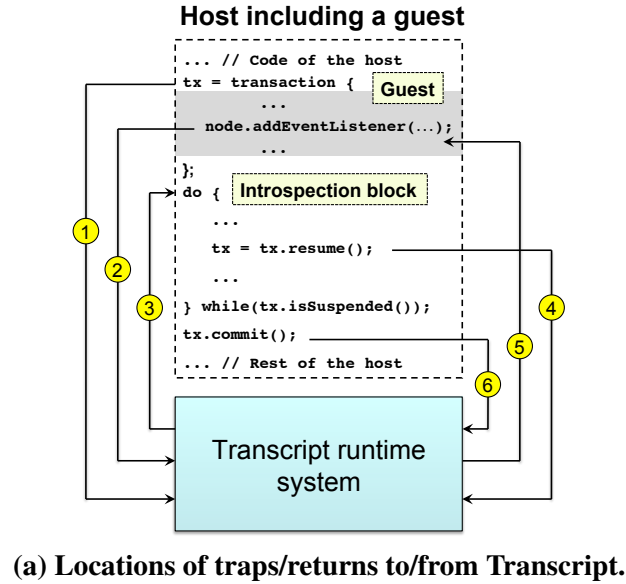 Host including a guest
... // Code of the host
tx = transaction {
Guest
...
node.addEventListener(...);
...
};
do {
Introspection block
...
tx = tx.resume();
...
} while(tx.isSuspended());
tx.commit();
... // Rest of the host
1
2
3
4
5
6
Transcript runtime
system
(a) Locations of traps/returns to/from Transcript.